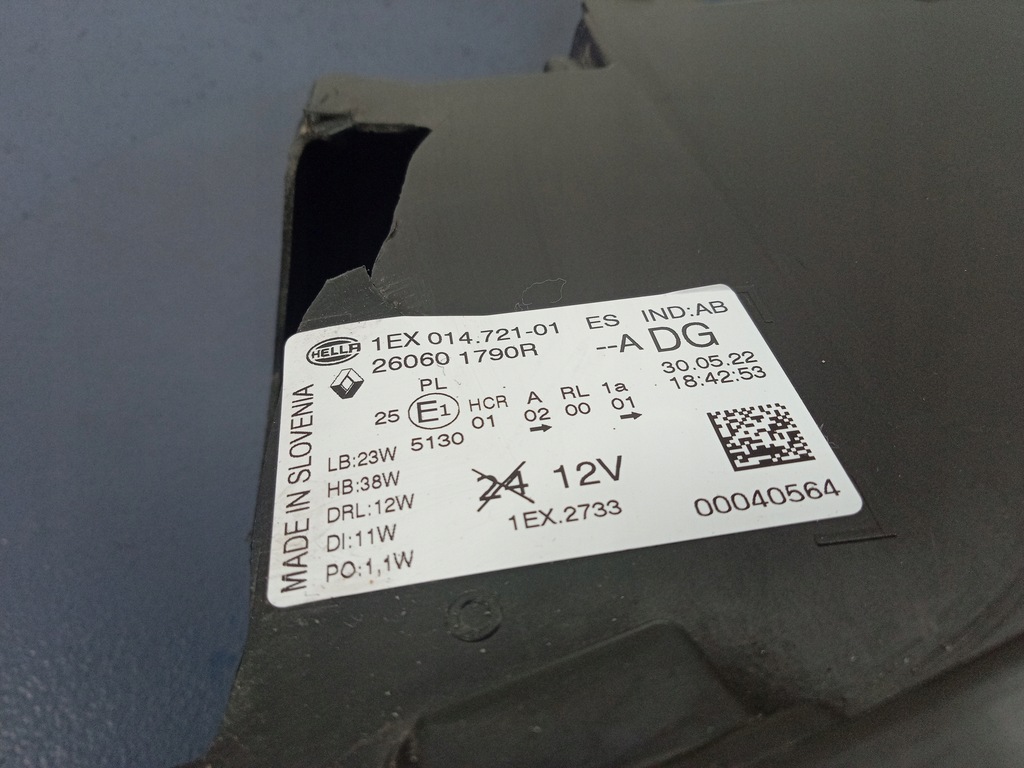 HELLA 1EX 014.721-01 ES IND:AB
26060 1790R --A DG
30.05.22
18:42:53
PL
25 E1 HCR A RL 1a
5130 01 02 00 01
LB:23W
HB:38W
DRL:12W
DI:11W
PO:1,1W
24 12V
1EX.2733
00040564
MADE IN SLOVENIA